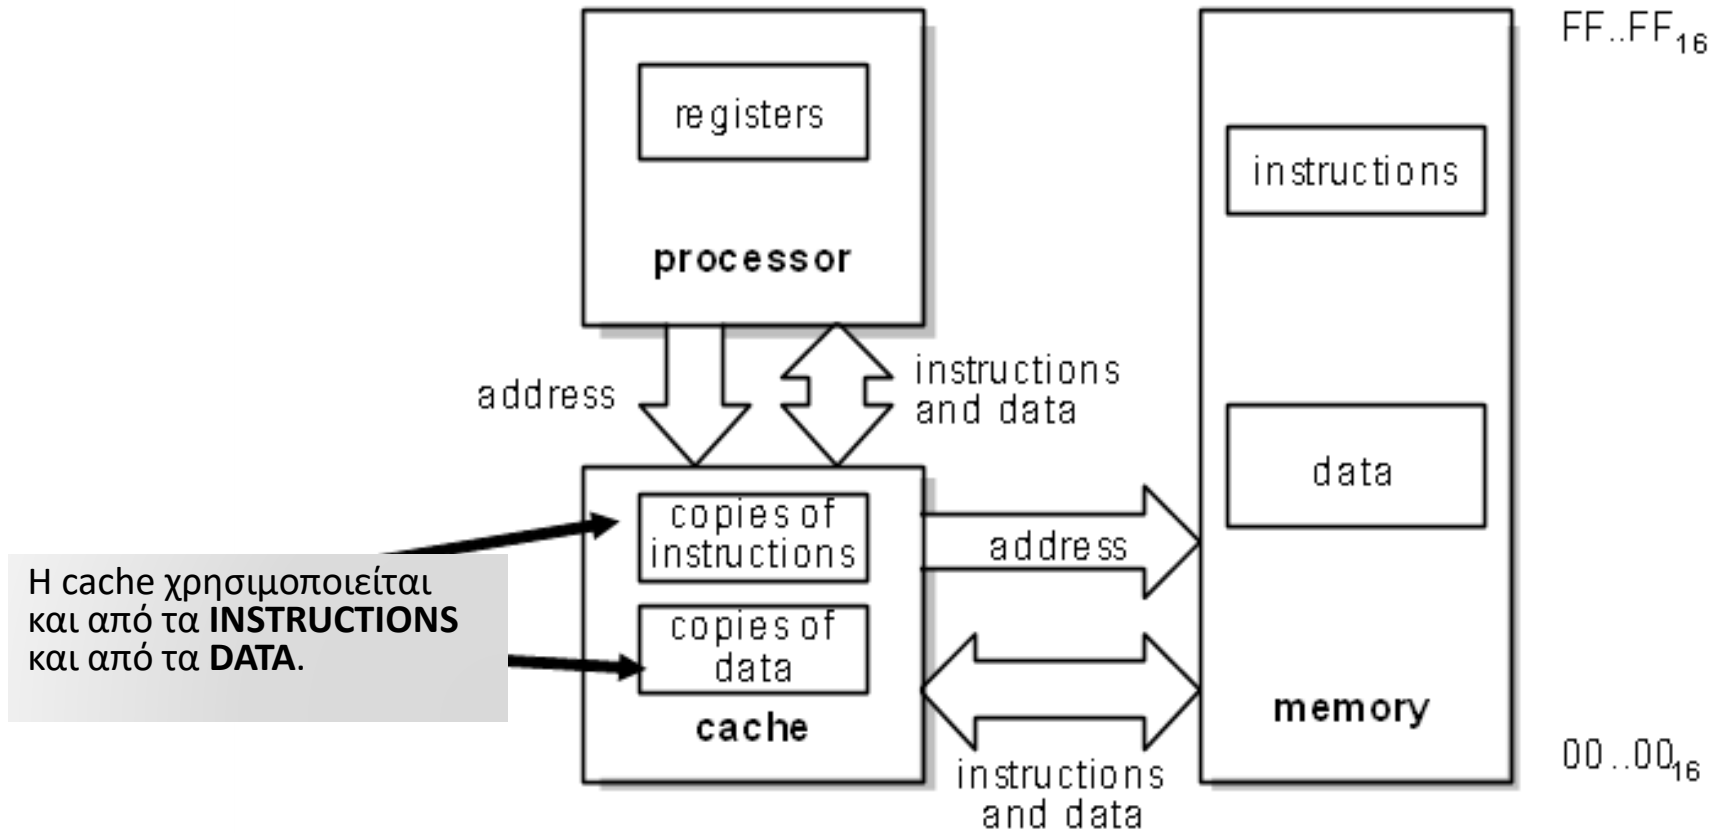 FF..FF16
registers
instructions
processor
address
instructions
and data
data
copies of
instructions
address
Η cache χρησιμοποιείται
και από τα INSTRUCTIONS
και από τα DATA.
copies of
data
cache
memory
instructions
and data
00..0016